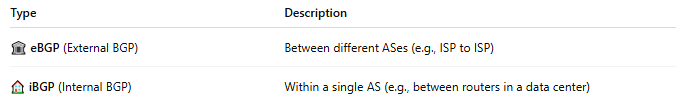 Type Description
eBGP (External BGP) Between different ASes (e.g., ISP to ISP)
iBGP (Internal BGP) Within a single AS (e.g., between routers in a data center)